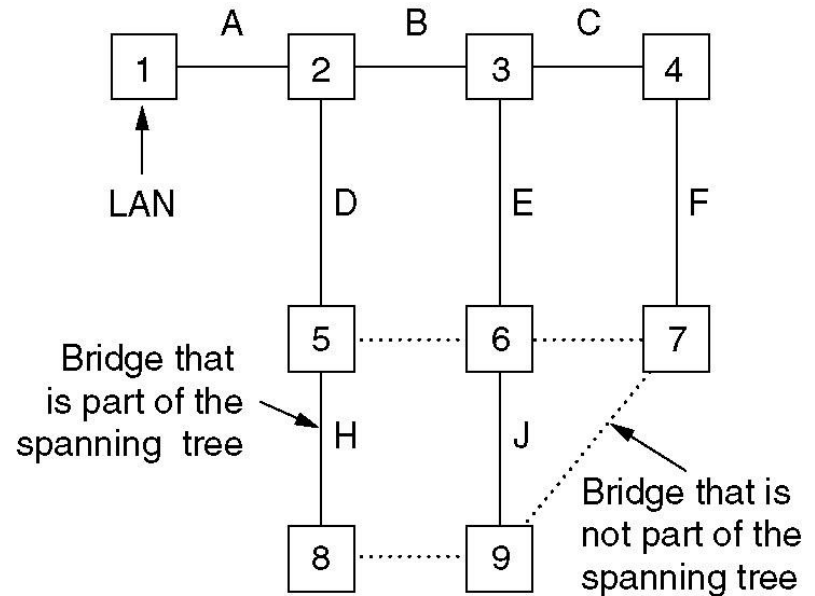 A B C
1 2 3 4
LAN D E F
5 6 7
Bridge that
is part of the
spanning tree
H J
Bridge that is
not part of the
spanning tree
8 9